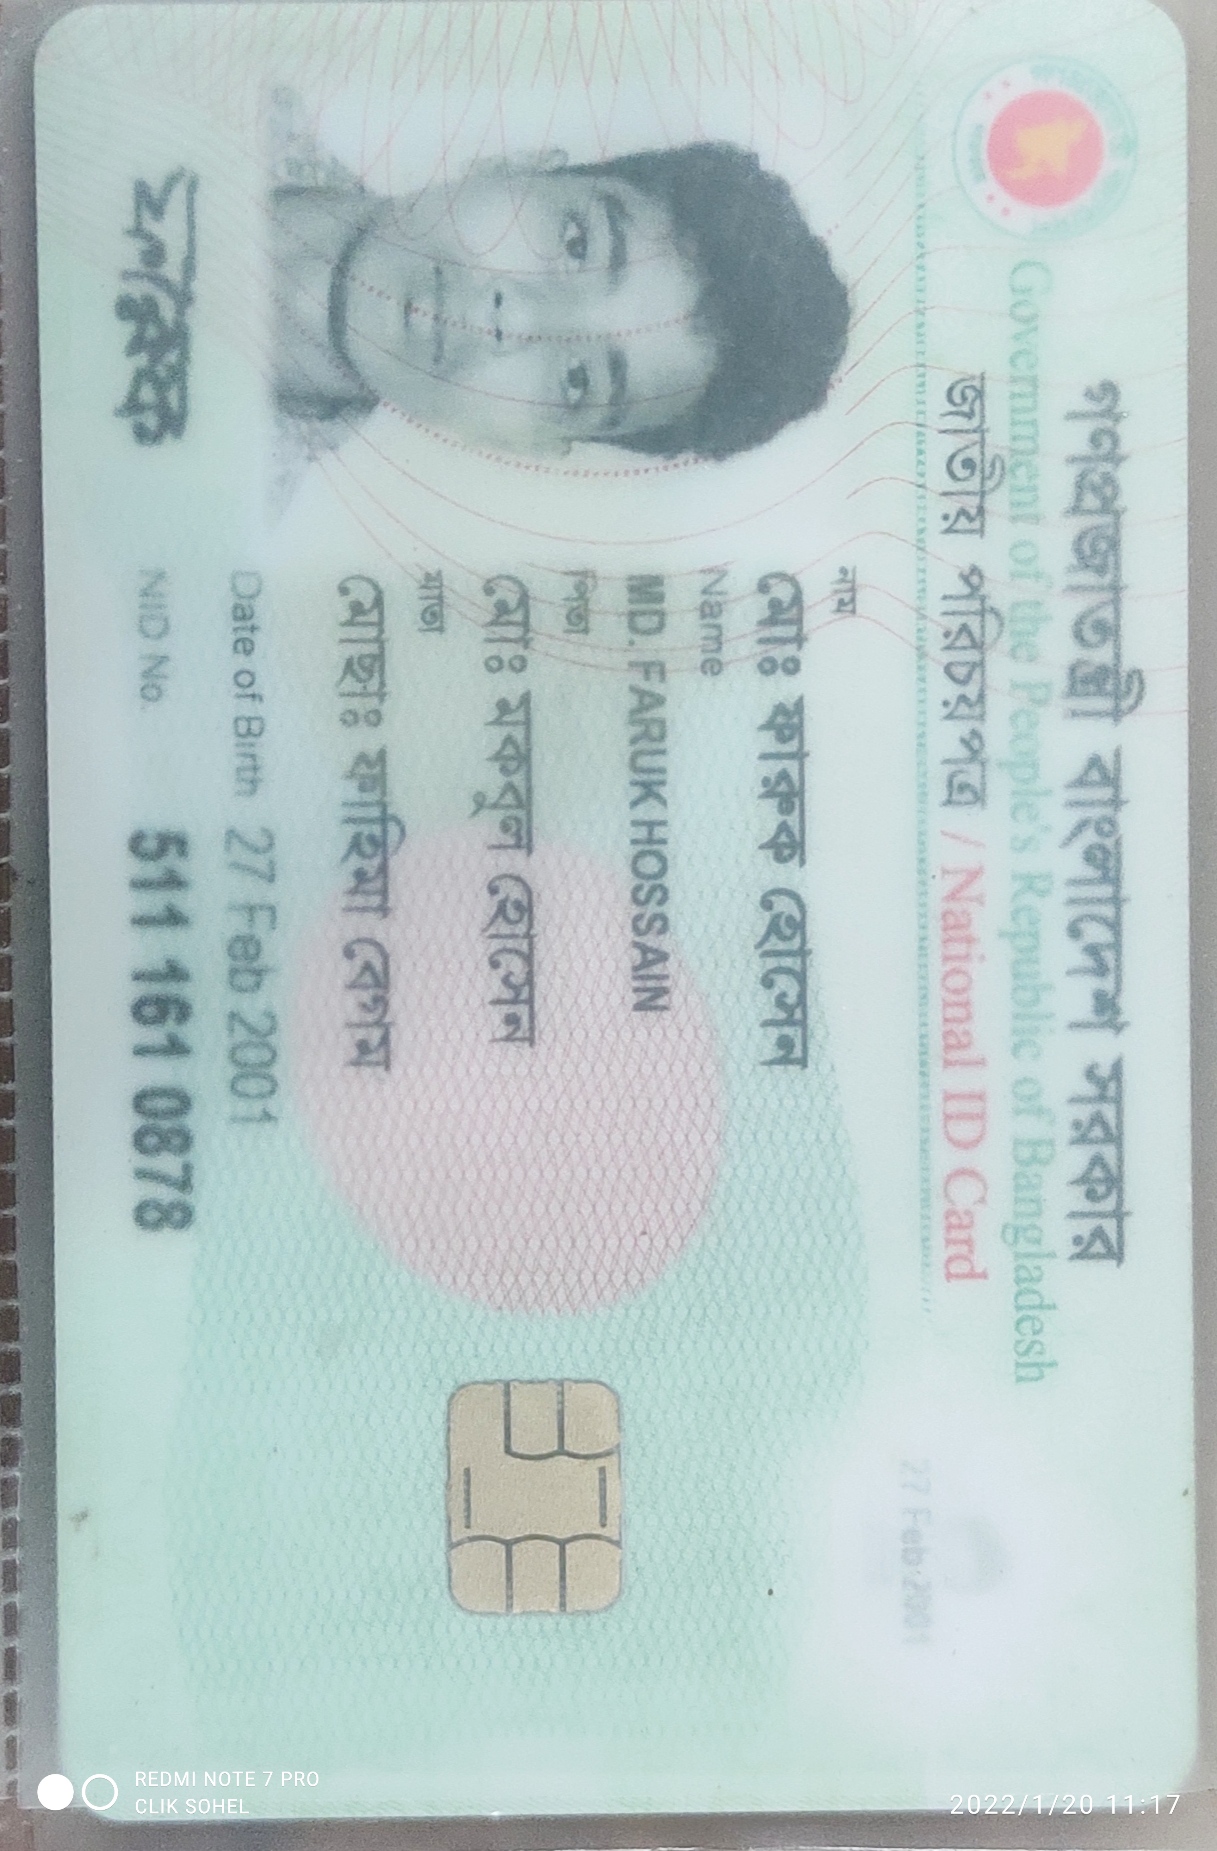 গণপ্রজাতন্ত্রী বাংলাদেশ সরকার
Government of the People's Republic of Bangladesh
জাতীয় পরিচয়পত্র / National ID Card
নাম
মোঃ ফারুক হোসেন
Name
MD. FARUK HOSSAIN
পিতা
মোঃ মকবুল হোসেন
মাতা
মোছাঃ ফাহিমা বেগম
Date of Birth 27 Feb 2001
NID No. 511 161 0878
ফারুক
27 Feb 2001
REDMI NOTE 7 PRO
CLIK SOHEL
2022/1/20 11:17